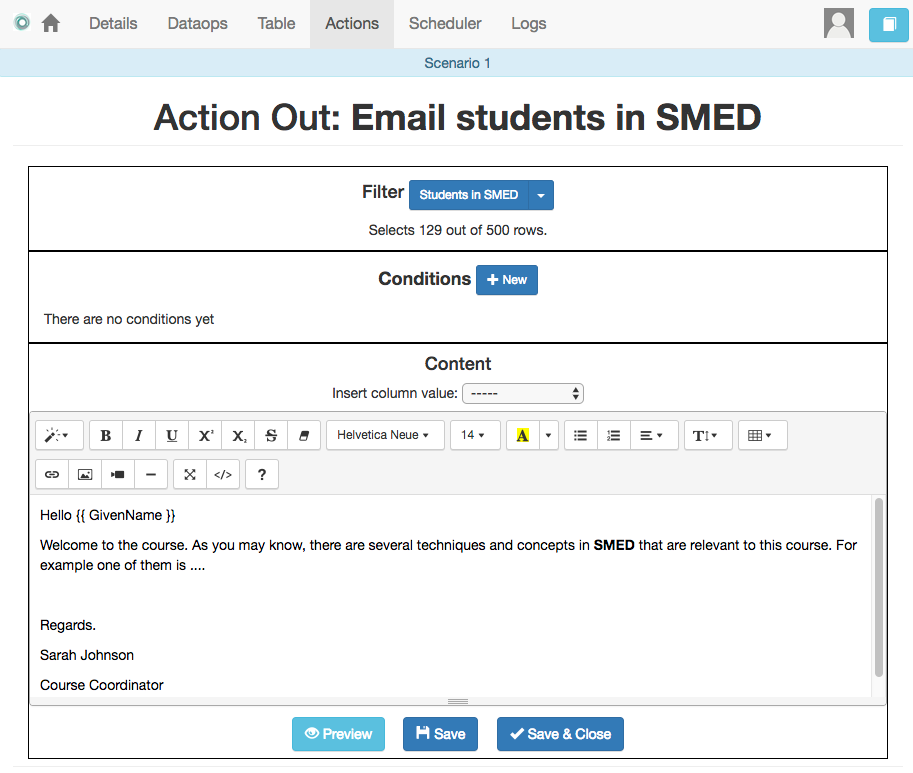 Details Dataops Table Actions Scheduler Logs
Scenario 1
Action Out: Email students in SMED
Filter Students in SMED
Selects 129 out of 500 rows.
Conditions New
There are no conditions yet
Content
Insert column value: -----
B I U X² X₂ S Helvetica Neue 14 A T
</> ?
Hello {{ GivenName }}
Welcome to the course. As you may know, there are several techniques and concepts in SMED that are relevant to this course. For
example one of them is ....
Regards.
Sarah Johnson
Course Coordinator
Preview Save Save & Close